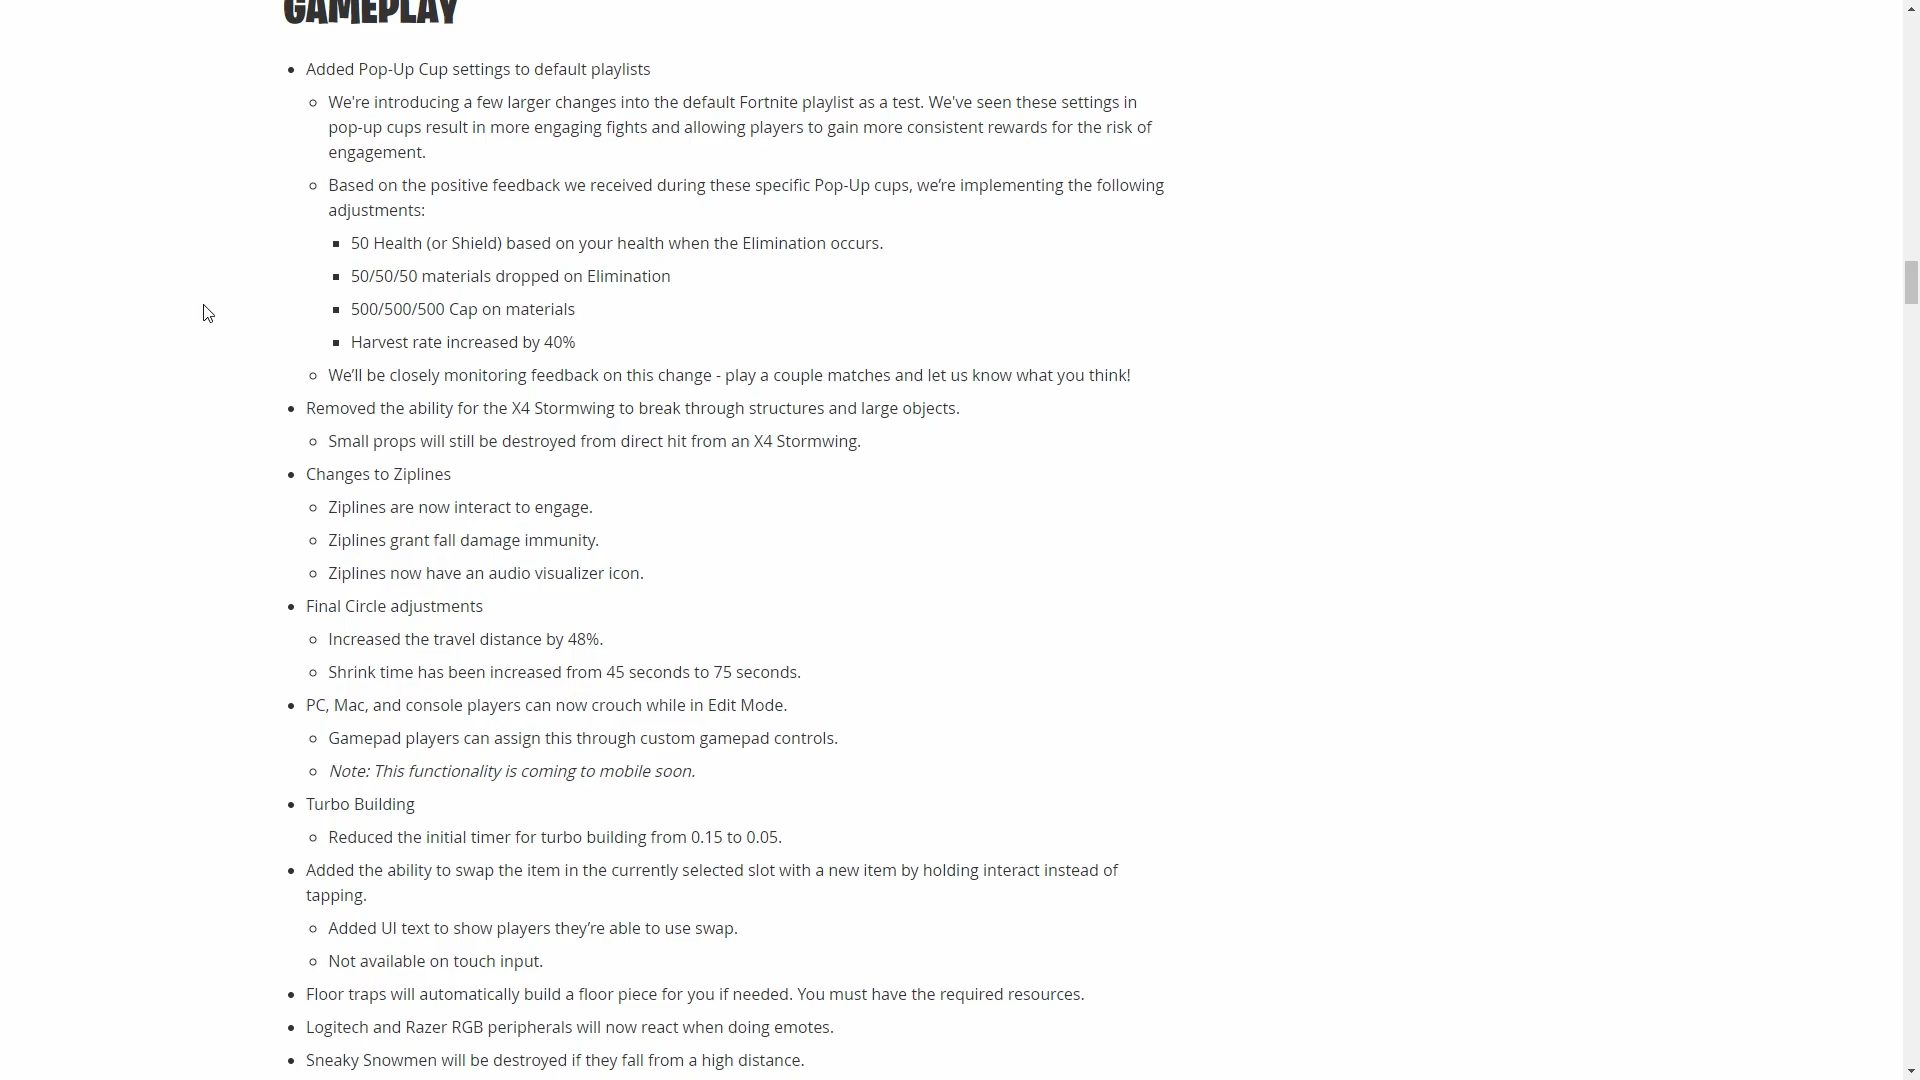 GAMEPLAY
• Added Pop-Up Cup settings to default playlists
◦ We're introducing a few larger changes into the default Fortnite playlist as a test. We've seen these settings in
pop-up cups result in more engaging fights and allowing players to gain more consistent rewards for the risk of
engagement.
◦ Based on the positive feedback we received during these specific Pop-Up cups, we’re implementing the following
adjustments:
▪ 50 Health (or Shield) based on your health when the Elimination occurs.
▪ 50/50/50 materials dropped on Elimination
▪ 500/500/500 Cap on materials
▪ Harvest rate increased by 40%
◦ We’ll be closely monitoring feedback on this change - play a couple matches and let us know what you think!
• Removed the ability for the X4 Stormwing to break through structures and large objects.
◦ Small props will still be destroyed from direct hit from an X4 Stormwing.
• Changes to Ziplines
◦ Ziplines are now interact to engage.
◦ Ziplines grant fall damage immunity.
◦ Ziplines now have an audio visualizer icon.
• Final Circle adjustments
◦ Increased the travel distance by 48%.
◦ Shrink time has been increased from 45 seconds to 75 seconds.
• PC, Mac, and console players can now crouch while in Edit Mode.
◦ Gamepad players can assign this through custom gamepad controls.
◦ Note: This functionality is coming to mobile soon.
• Turbo Building
◦ Reduced the initial timer for turbo building from 0.15 to 0.05.
• Added the ability to swap the item in the currently selected slot with a new item by holding interact instead of
tapping.
◦ Added UI text to show players they’re able to use swap.
◦ Not available on touch input.
• Floor traps will automatically build a floor piece for you if needed. You must have the required resources.
• Logitech and Razer RGB peripherals will now react when doing emotes.
• Sneaky Snowmen will be destroyed if they fall from a high distance.